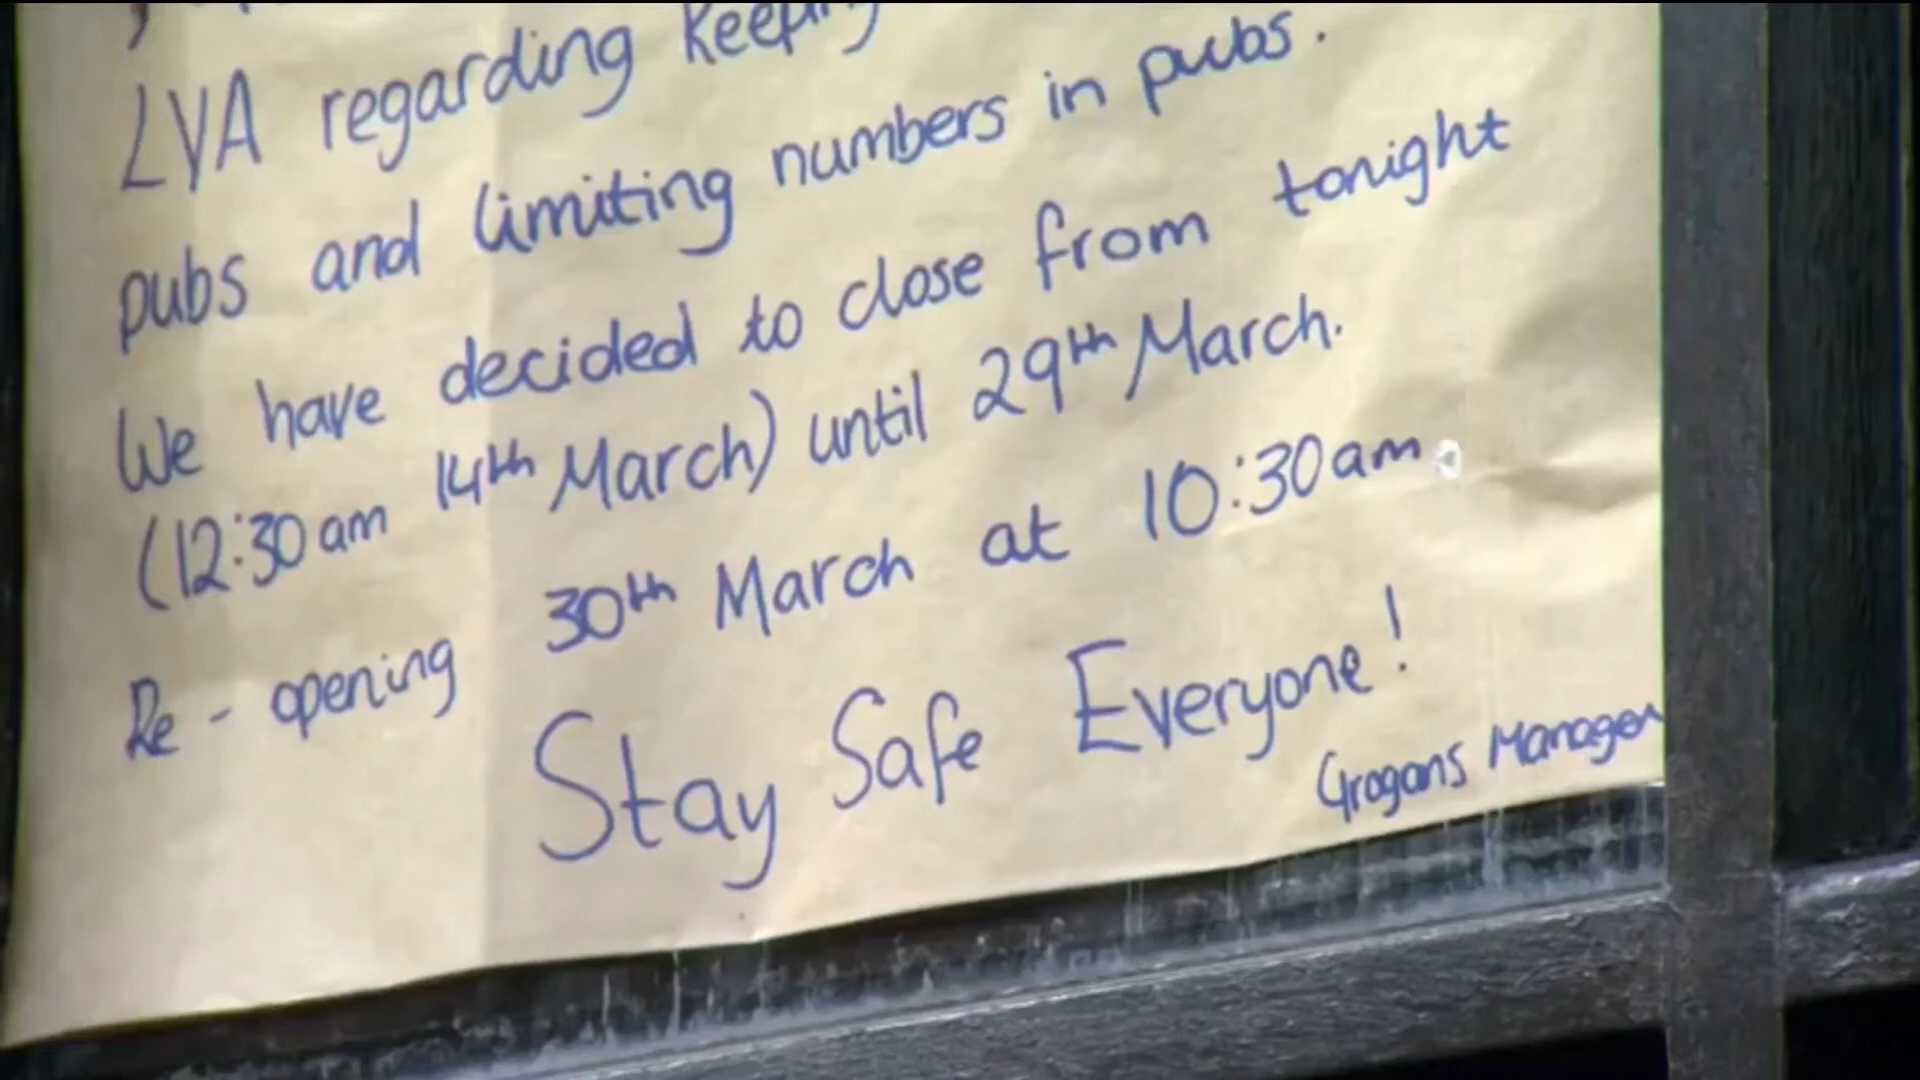 LVA regarding keeping
pubs and limiting numbers in pubs.
We have decided to close from tonight
(12:30am 14th March) until 29th March.
Re-opening 30th March at 10:30am.
Stay Safe Everyone!
Grogans Manager